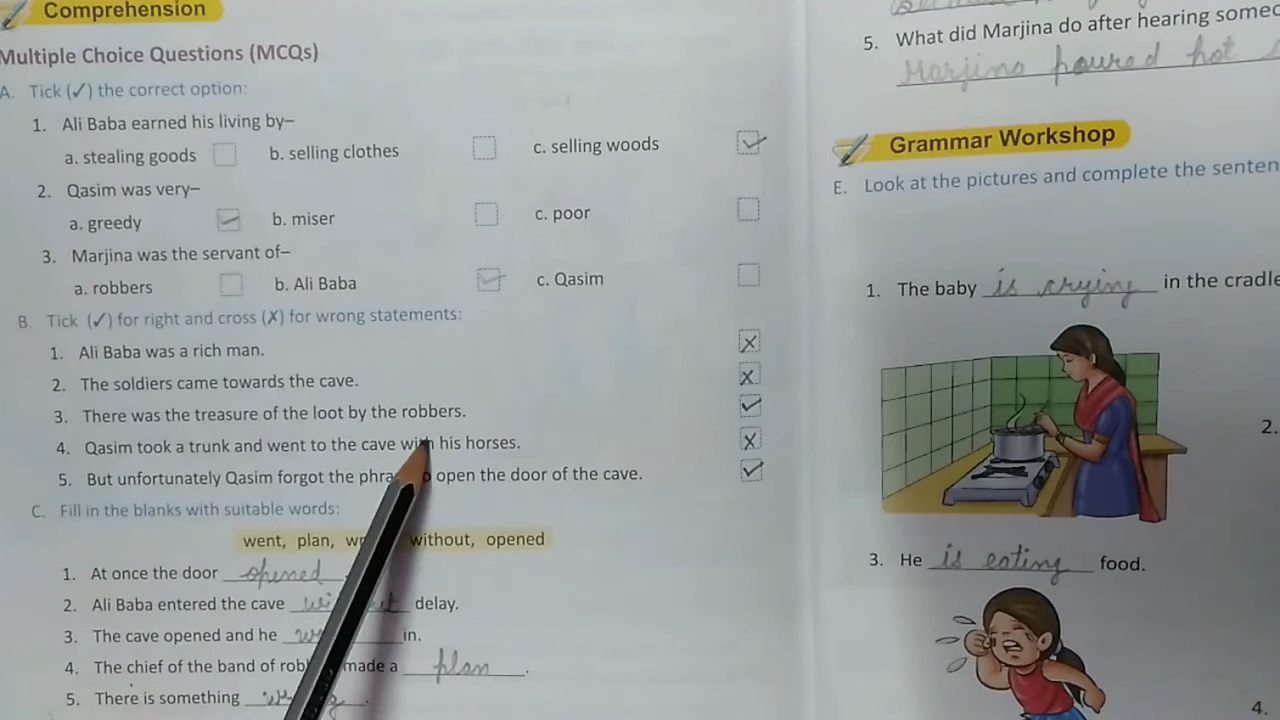 Comprehension
Multiple Choice Questions (MCQs)
A. Tick (✓) the correct option:
1. Ali Baba earned his living by–
a. stealing goods b. selling clothes c. selling woods ✓
2. Qasim was very–
a. greedy ✓ b. miser c. poor
3. Marjina was the servant of–
a. robbers b. Ali Baba ✓ c. Qasim
B. Tick (✓) for right and cross (✗) for wrong statements:
1. Ali Baba was a rich man. ✗
2. The soldiers came towards the cave. ✗
3. There was the treasure of the loot by the robbers. ✓
4. Qasim took a trunk and went to the cave with his horses. ✗
5. But unfortunately Qasim forgot the open the door of the cave. ✓
C. Fill in the blanks with suitable words:
went, plan, without, opened
1. At once the door opened
2. Ali Baba entered the cave delay.
3. The cave opened and he in.
4. The chief of the band of made a plan.
5. There is something
5. What did Marjina do after hearing
Marjina poured hot
Grammar Workshop
E. Look at the pictures and complete the
1. The baby is crying in the
2.
3. He is eating food.
4.